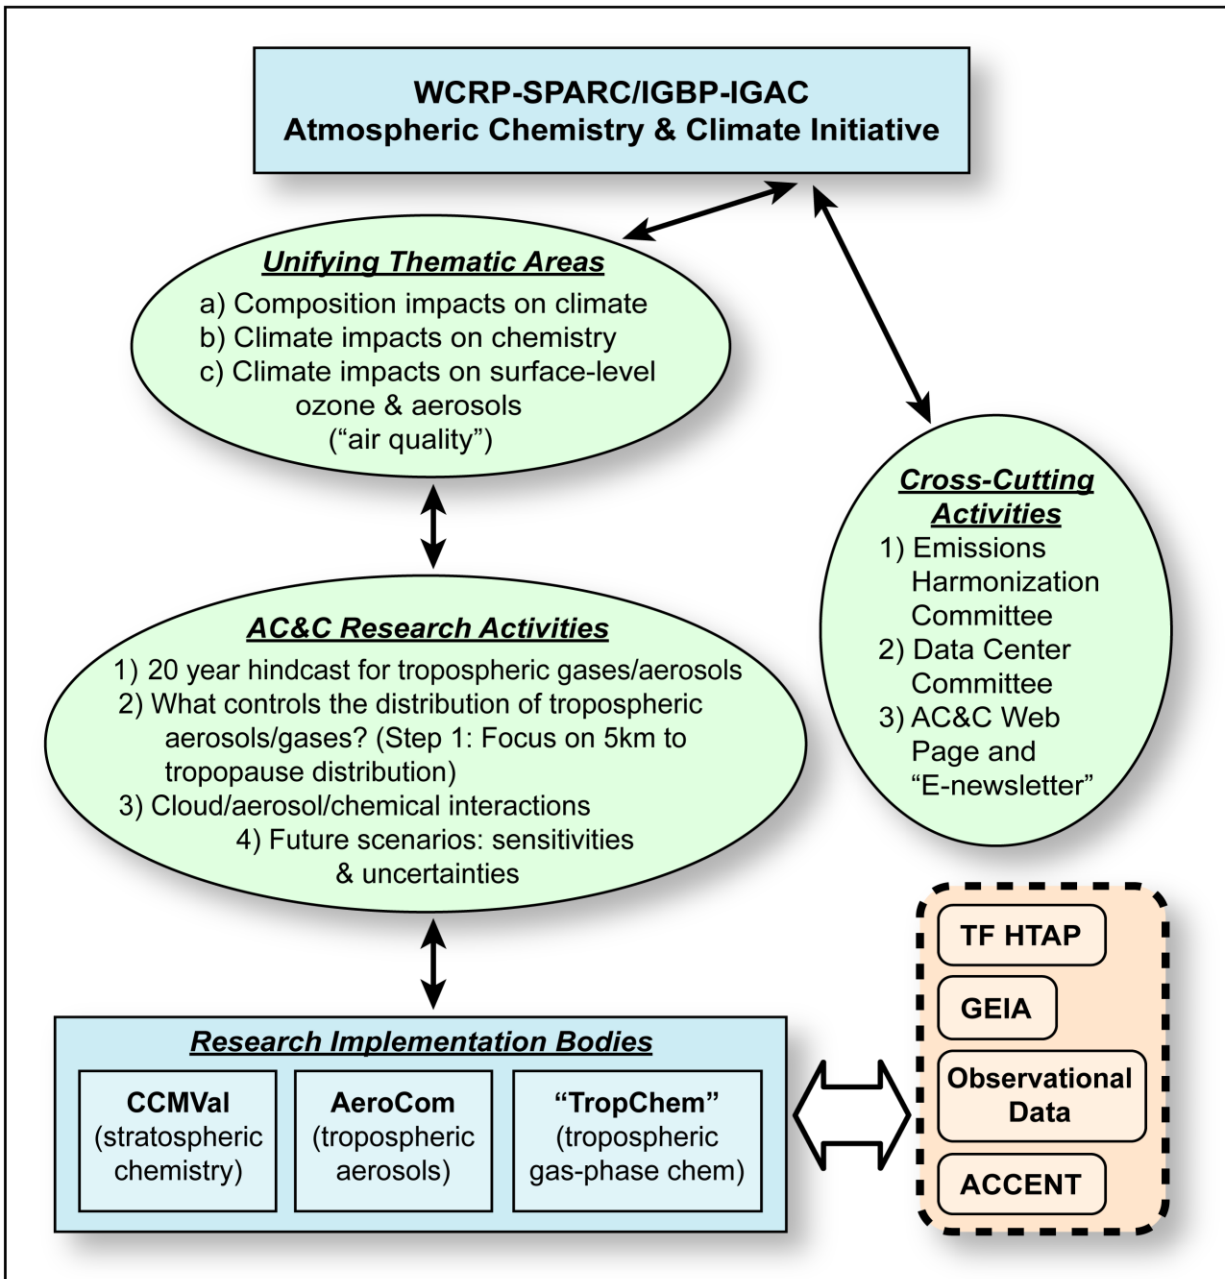 WCRP-SPARC/IGBP-IGAC
Atmospheric Chemistry & Climate Initiative
Unifying Thematic Areas
a) Composition impacts on climate
b) Climate impacts on chemistry
c) Climate impacts on surface-level
ozone & aerosols
(“air quality”)
Cross-Cutting
Activities
1) Emissions
Harmonization
Committee
2) Data Center
Committee
3) AC&C Web
Page and
“E-newsletter”
AC&C Research Activities
1) 20 year hindcast for tropospheric gases/aerosols
2) What controls the distribution of tropospheric
aerosols/gases? (Step 1: Focus on 5km to
tropopause distribution)
3) Cloud/aerosol/chemical interactions
4) Future scenarios: sensitivities
& uncertainties
Research Implementation Bodies
CCMVal
(stratospheric
chemistry)
AeroCom
(tropospheric
aerosols)
“TropChem”
(tropospheric
gas-phase chem)
TF HTAP
GEIA
Observational
Data
ACCENT